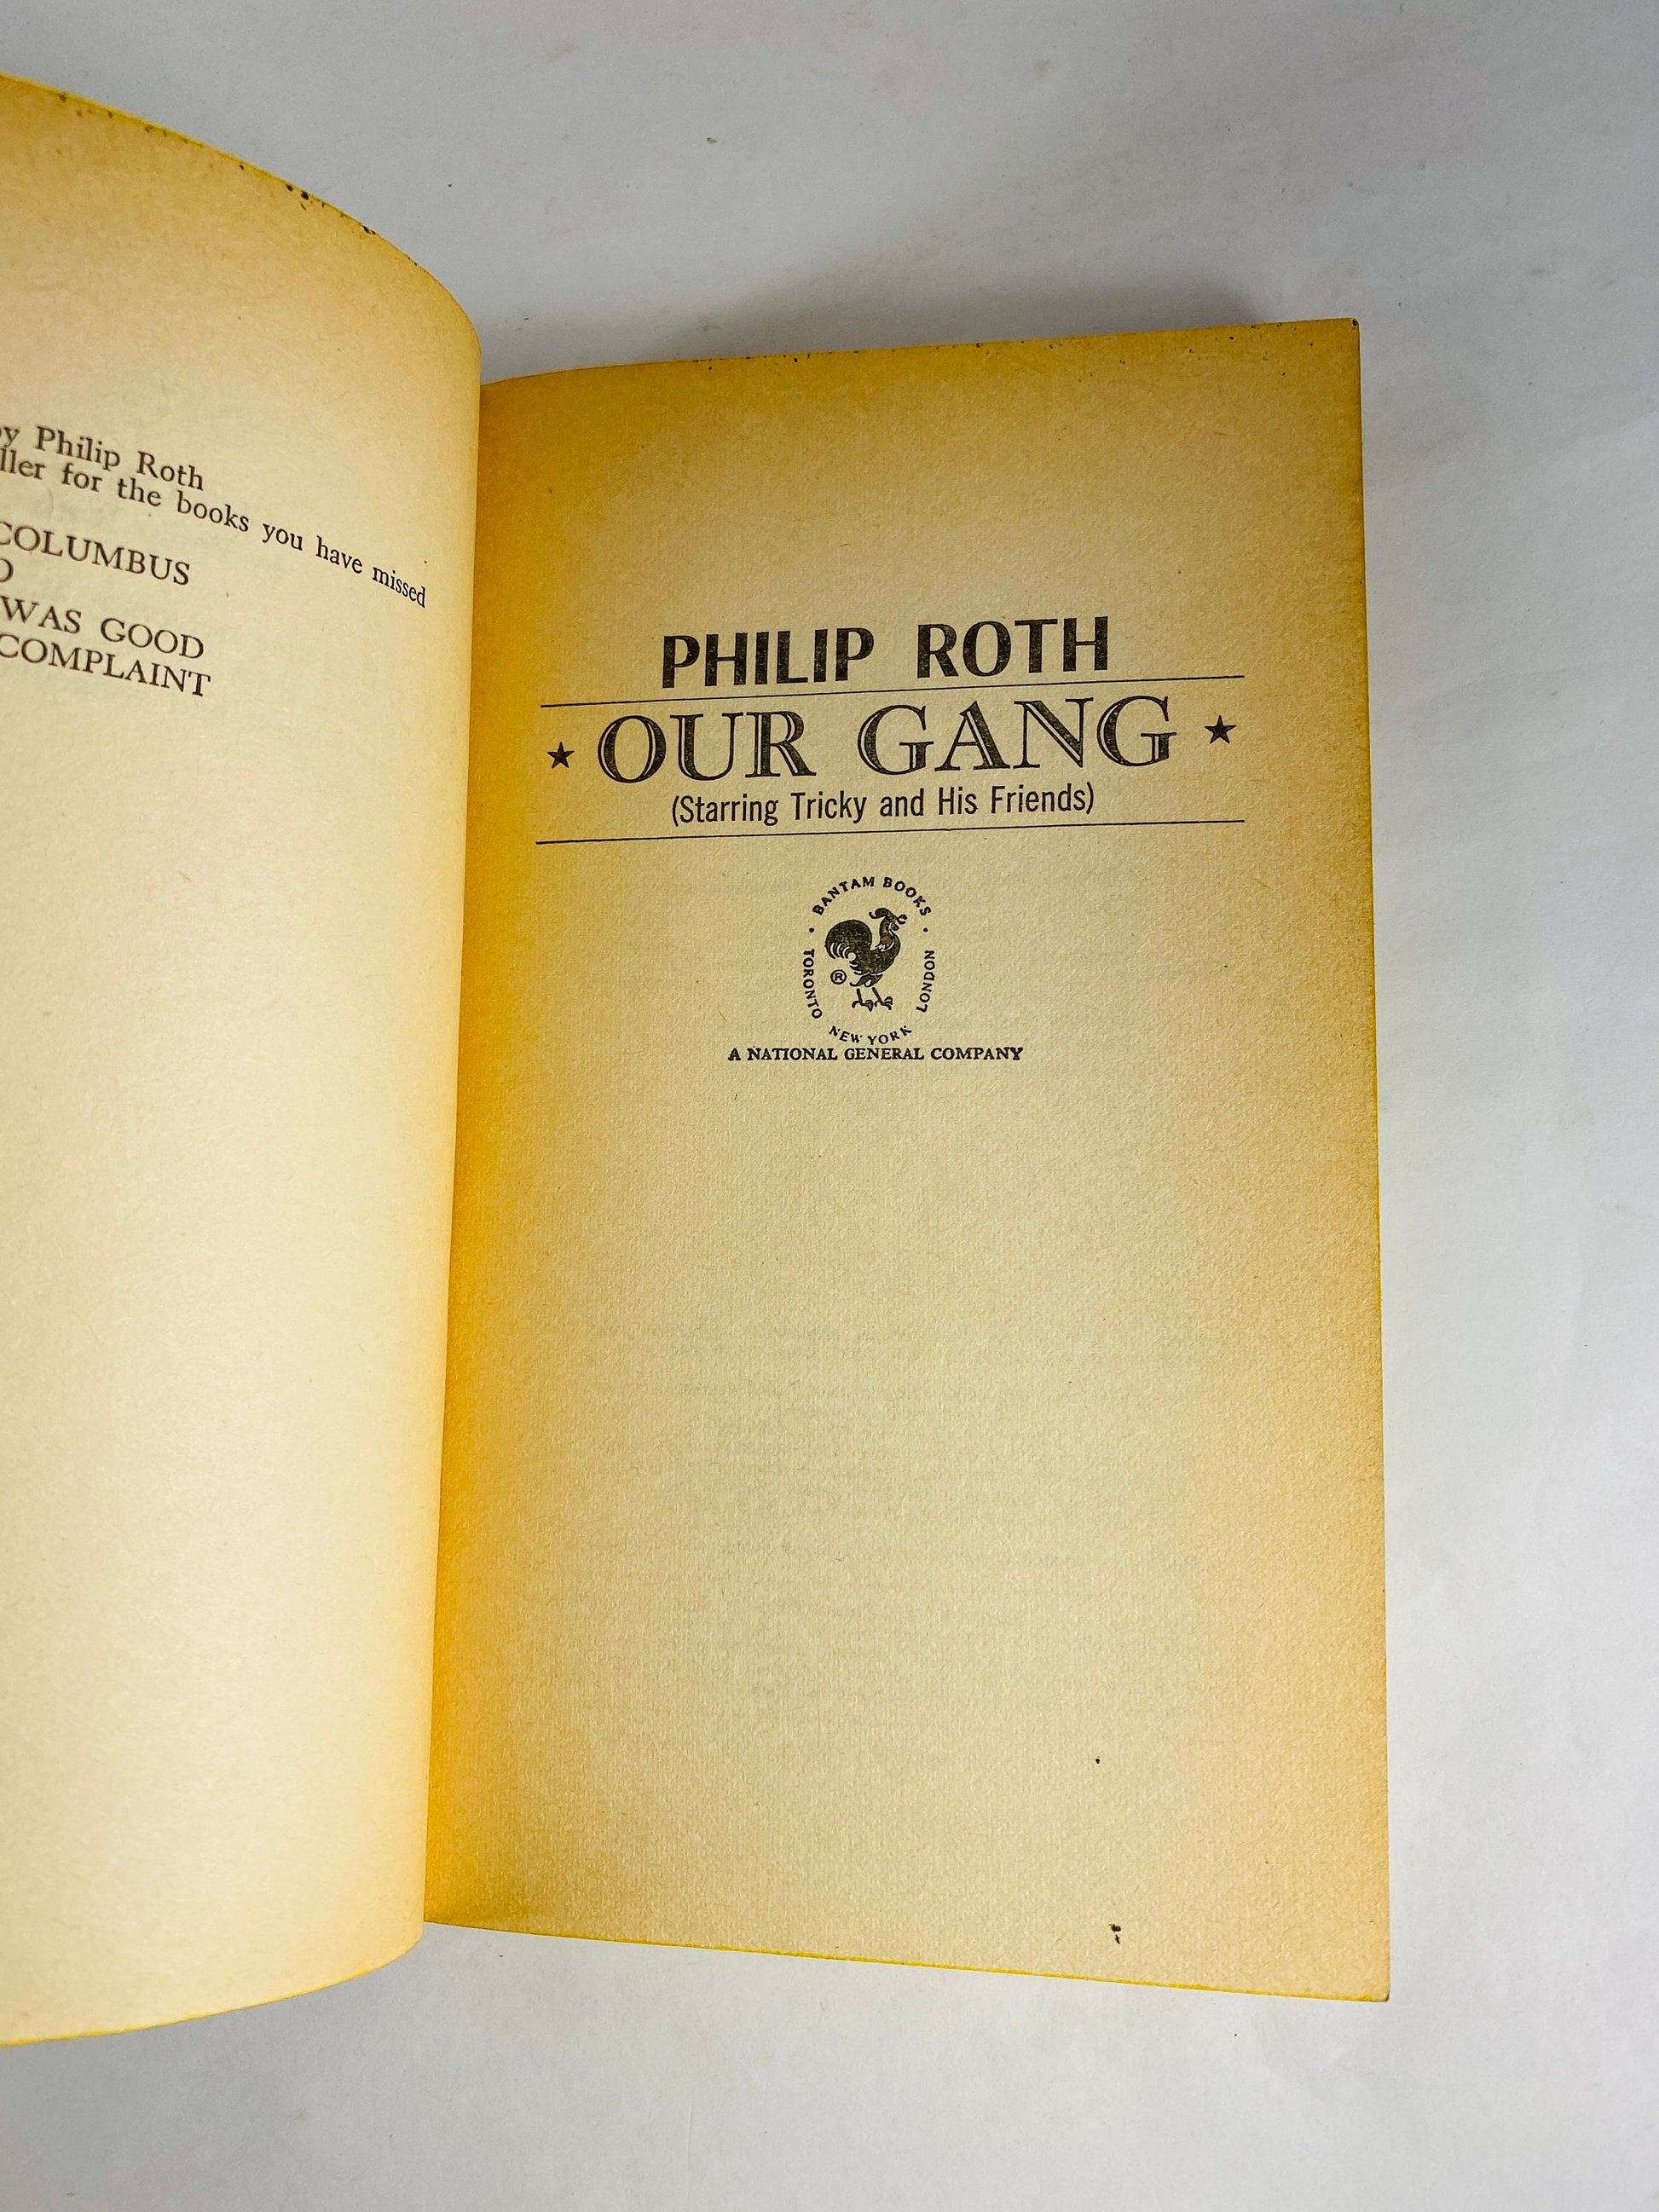 Philip Roth
for the books you have missed
COLUMBUS
WAS GOOD
COMPLAINT
PHILIP ROTH
★ OUR GANG ★
(Starring Tricky and His Friends)
BANTAM BOOKS
TORONTO · NEW YORK · LONDON
®
A NATIONAL GENERAL COMPANY